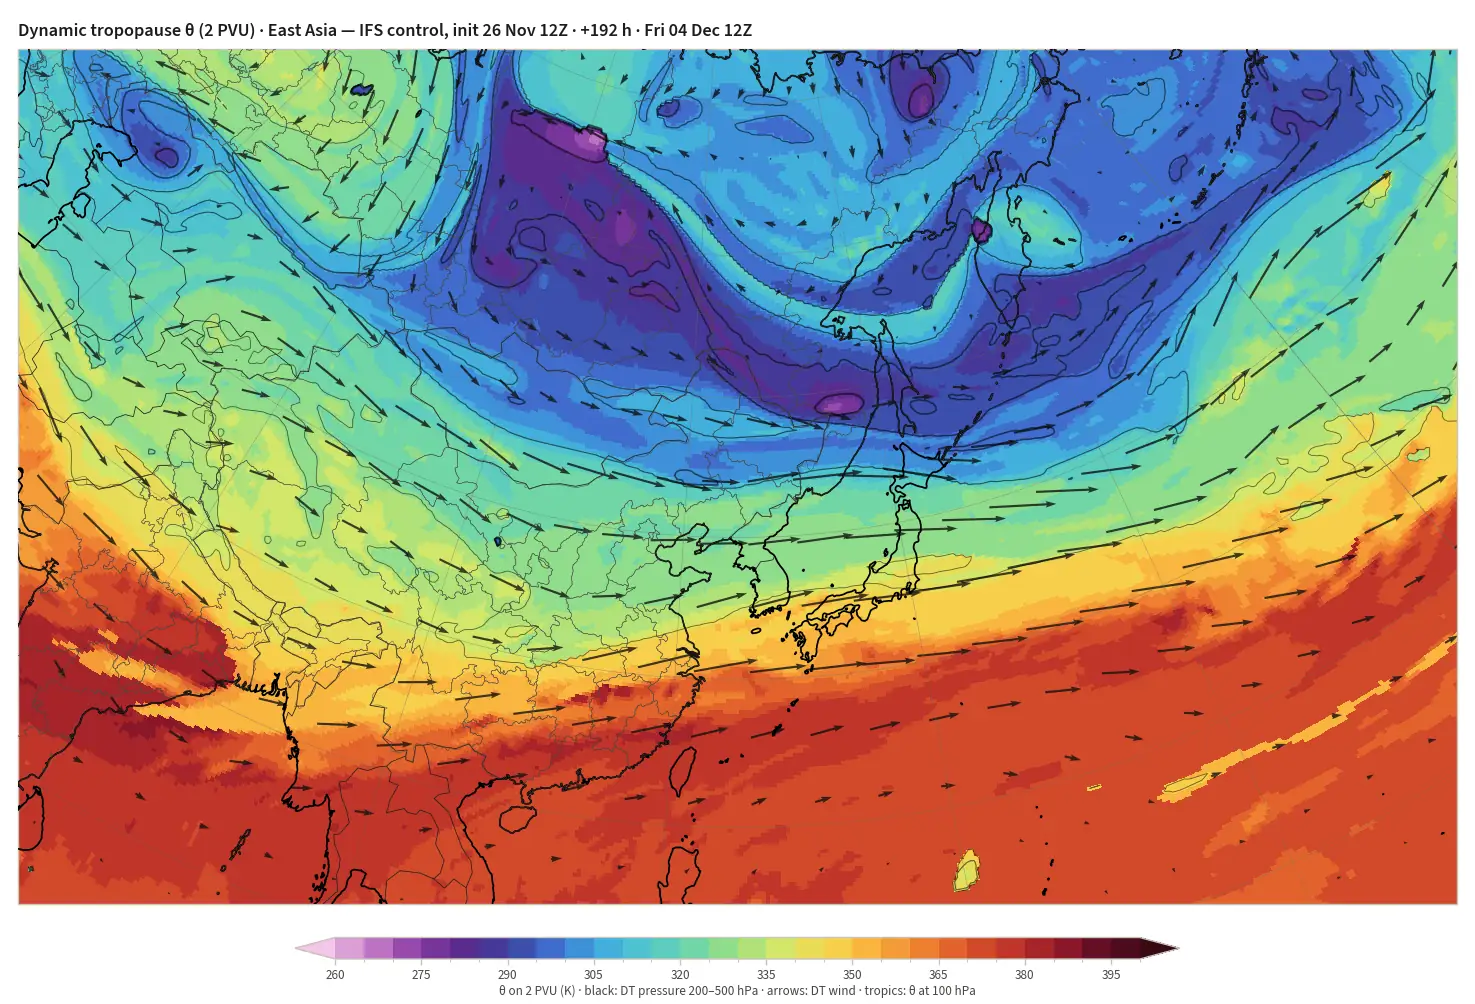 Dynamic tropopause θ (2 PVU) · East Asia — IFS control, init 26 Nov 12Z · +192 h · Fri 04 Dec 12Z
260 275 290 305 320 335 350 365 380 395
θ on 2 PVU (K) · black: DT pressure 200–500 hPa · arrows: DT wind · tropics: θ at 100 hPa